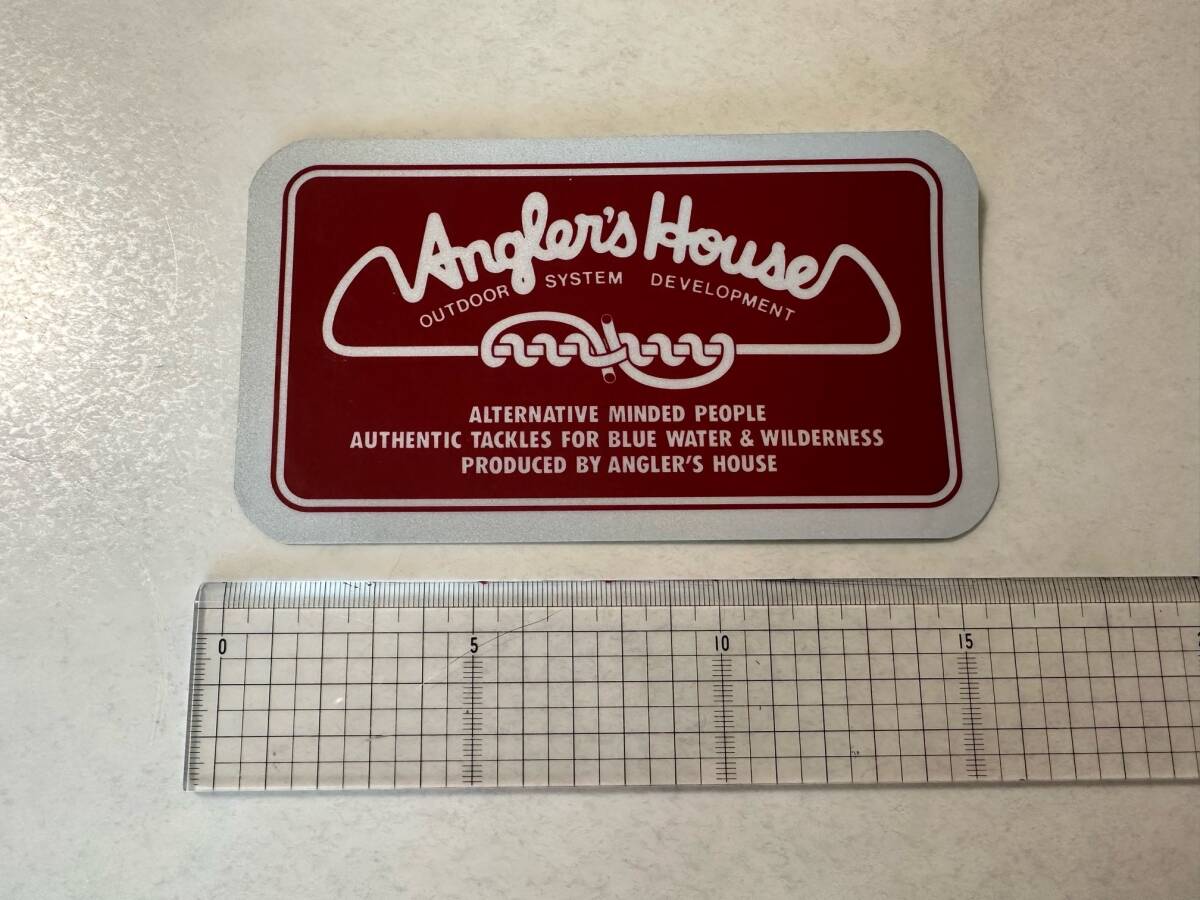 Angler's House
OUTDOOR SYSTEM DEVELOPMENT
ALTERNATIVE MINDED PEOPLE
AUTHENTIC TACKLES FOR BLUE WATER & WILDERNESS
PRODUCED BY ANGLER'S HOUSE
0 5 10 15